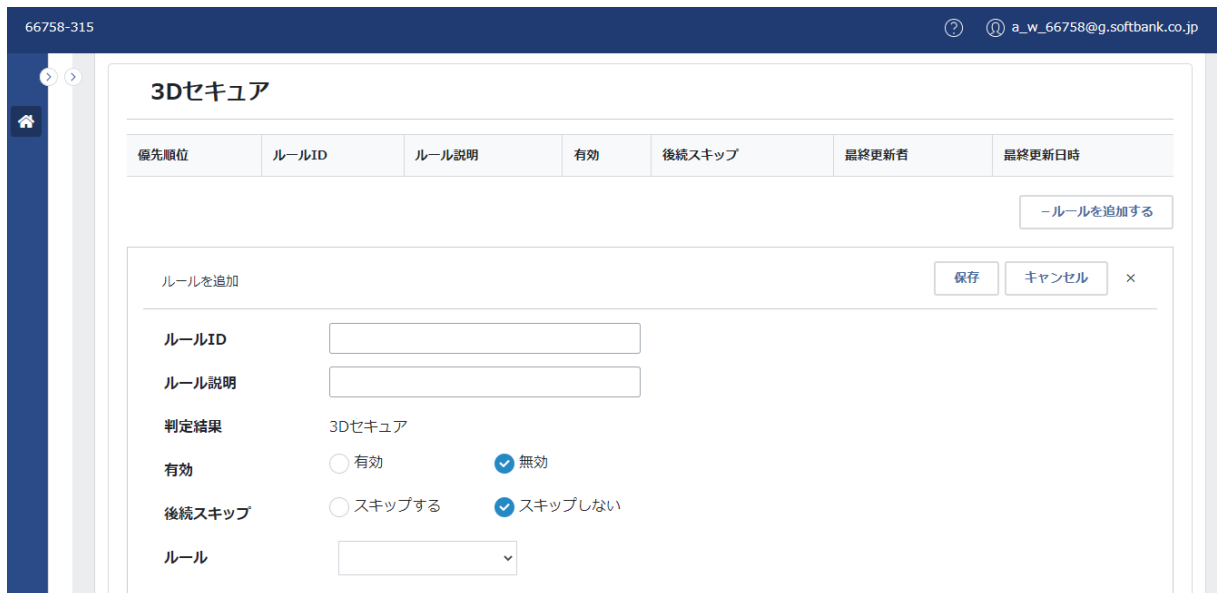 66758-315
a_w_66758@g.softbank.co.jp
3Dセキュア
優先順位 ルールID ルール説明 有効 後続スキップ 最終更新者 最終更新日時
−ルールを追加する
ルールを追加 保存 キャンセル ×
ルールID
ルール説明
判定結果 3Dセキュア
有効 有効 無効
後続スキップ スキップする スキップしない
ルール